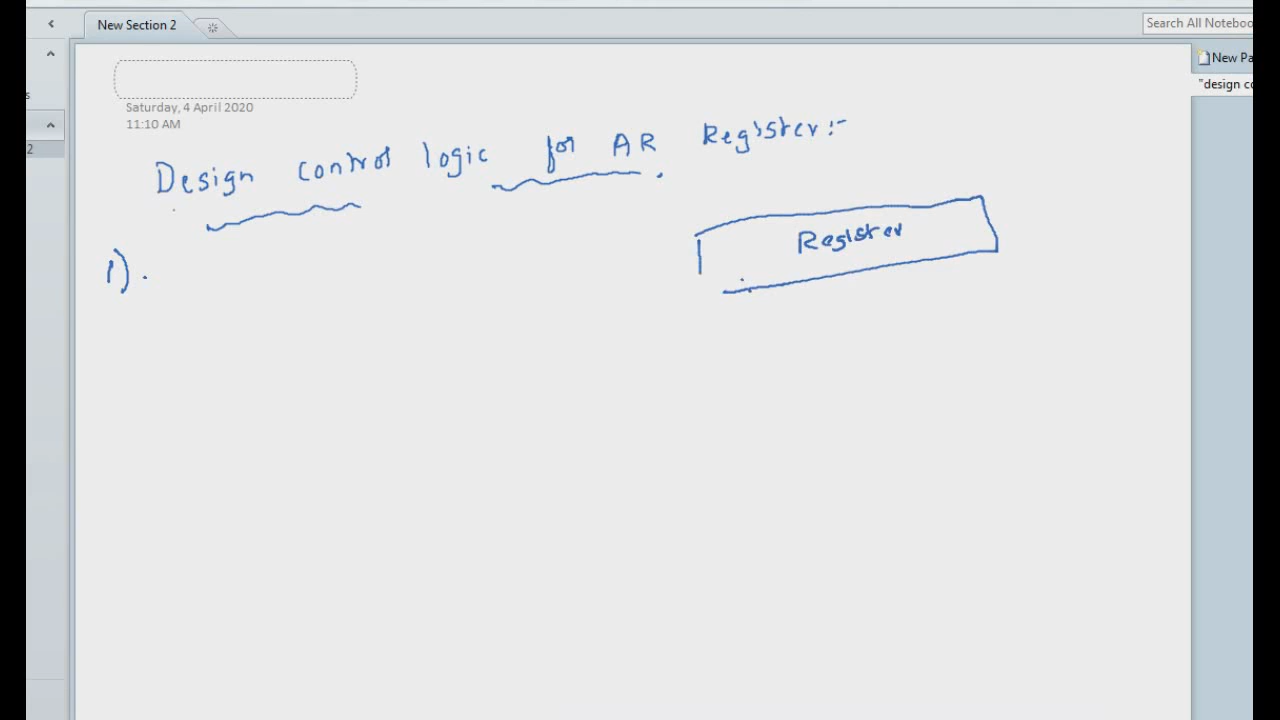 New Section 2
Search All Noteboo
New Pa
Saturday, 4 April 2020
11:10 AM
"design co
s
2
Design control logic for AR Register:-
Register
1).